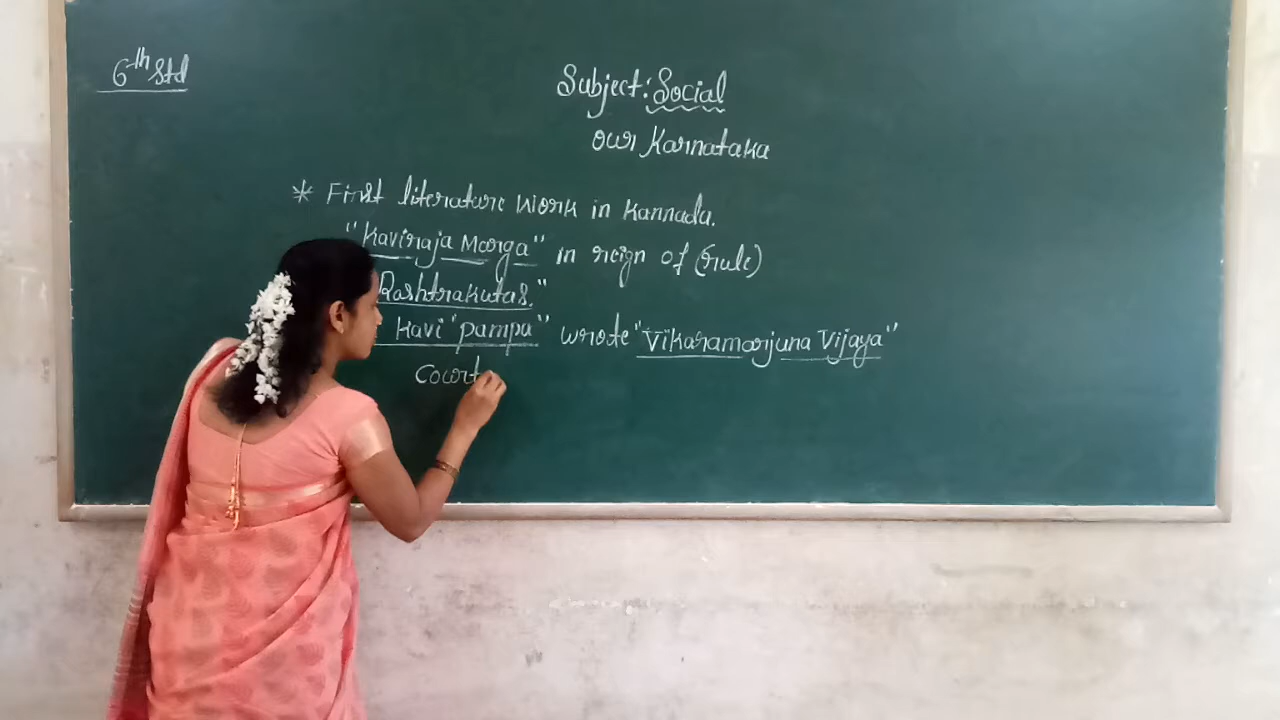 6th Std
Subject: Social
our Karnataka
* First literature work in Kannada.
"Kaviraja Marga" in reign of (rule)
Rashtrakutas."
Kavi "pampa" wrote "Vikaramarjuna Vijaya"
Court